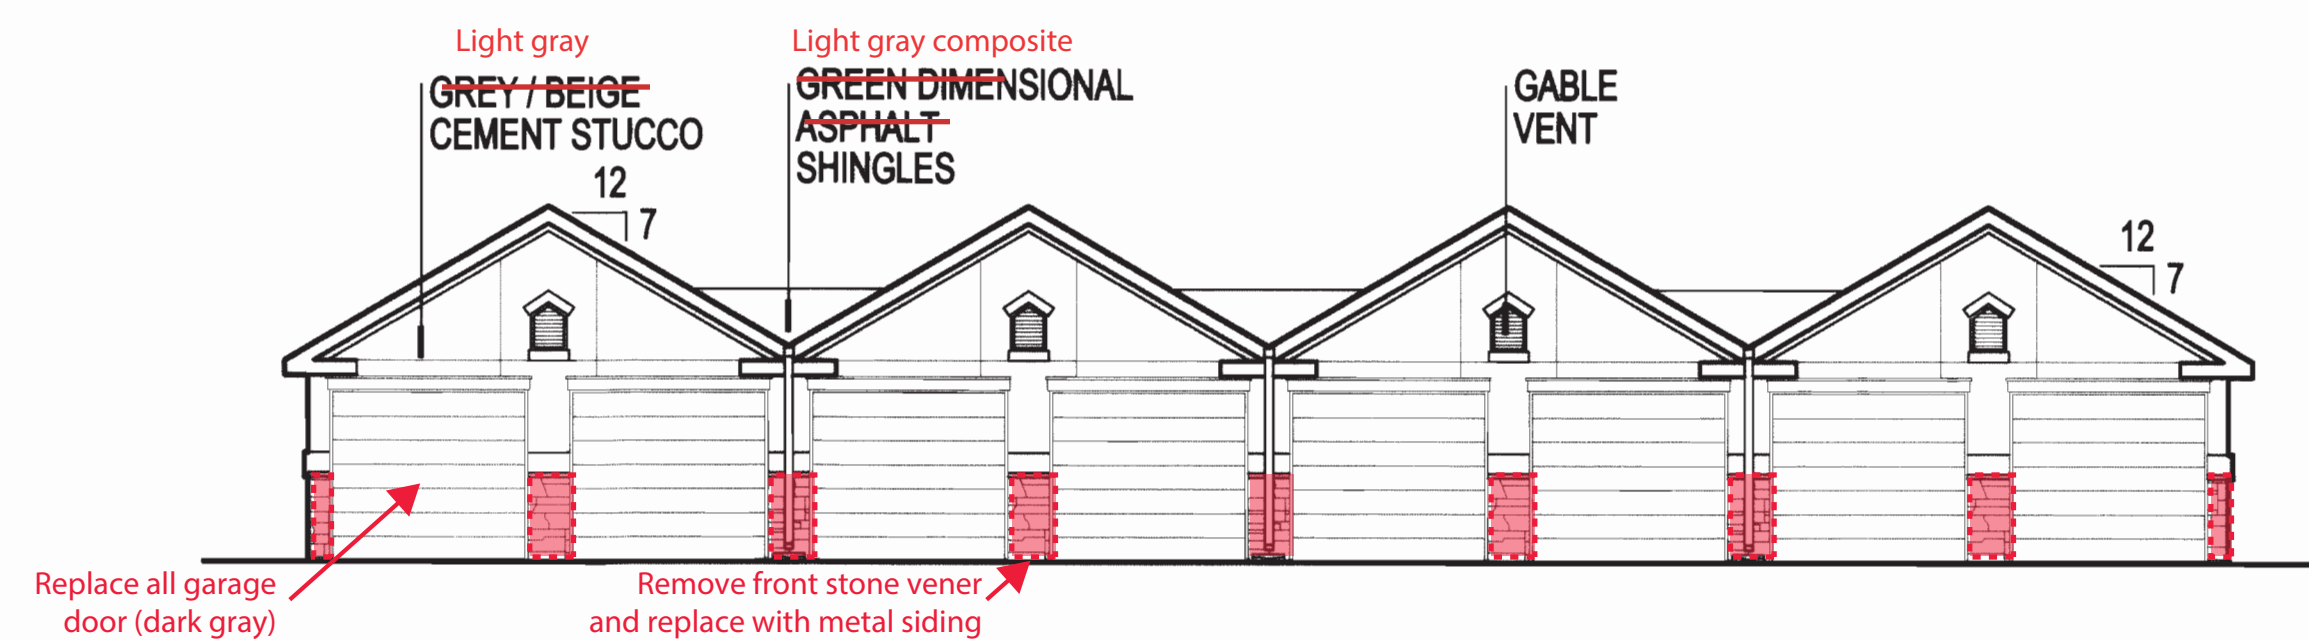 Light gray
GREY / BEIGE
CEMENT STUCCO
Light gray composite
GREEN DIMENSIONAL
ASPHALT
SHINGLES
GABLE
VENT
12
7
12
7
Replace all garage
door (dark gray)
Remove front stone vener
and replace with metal siding